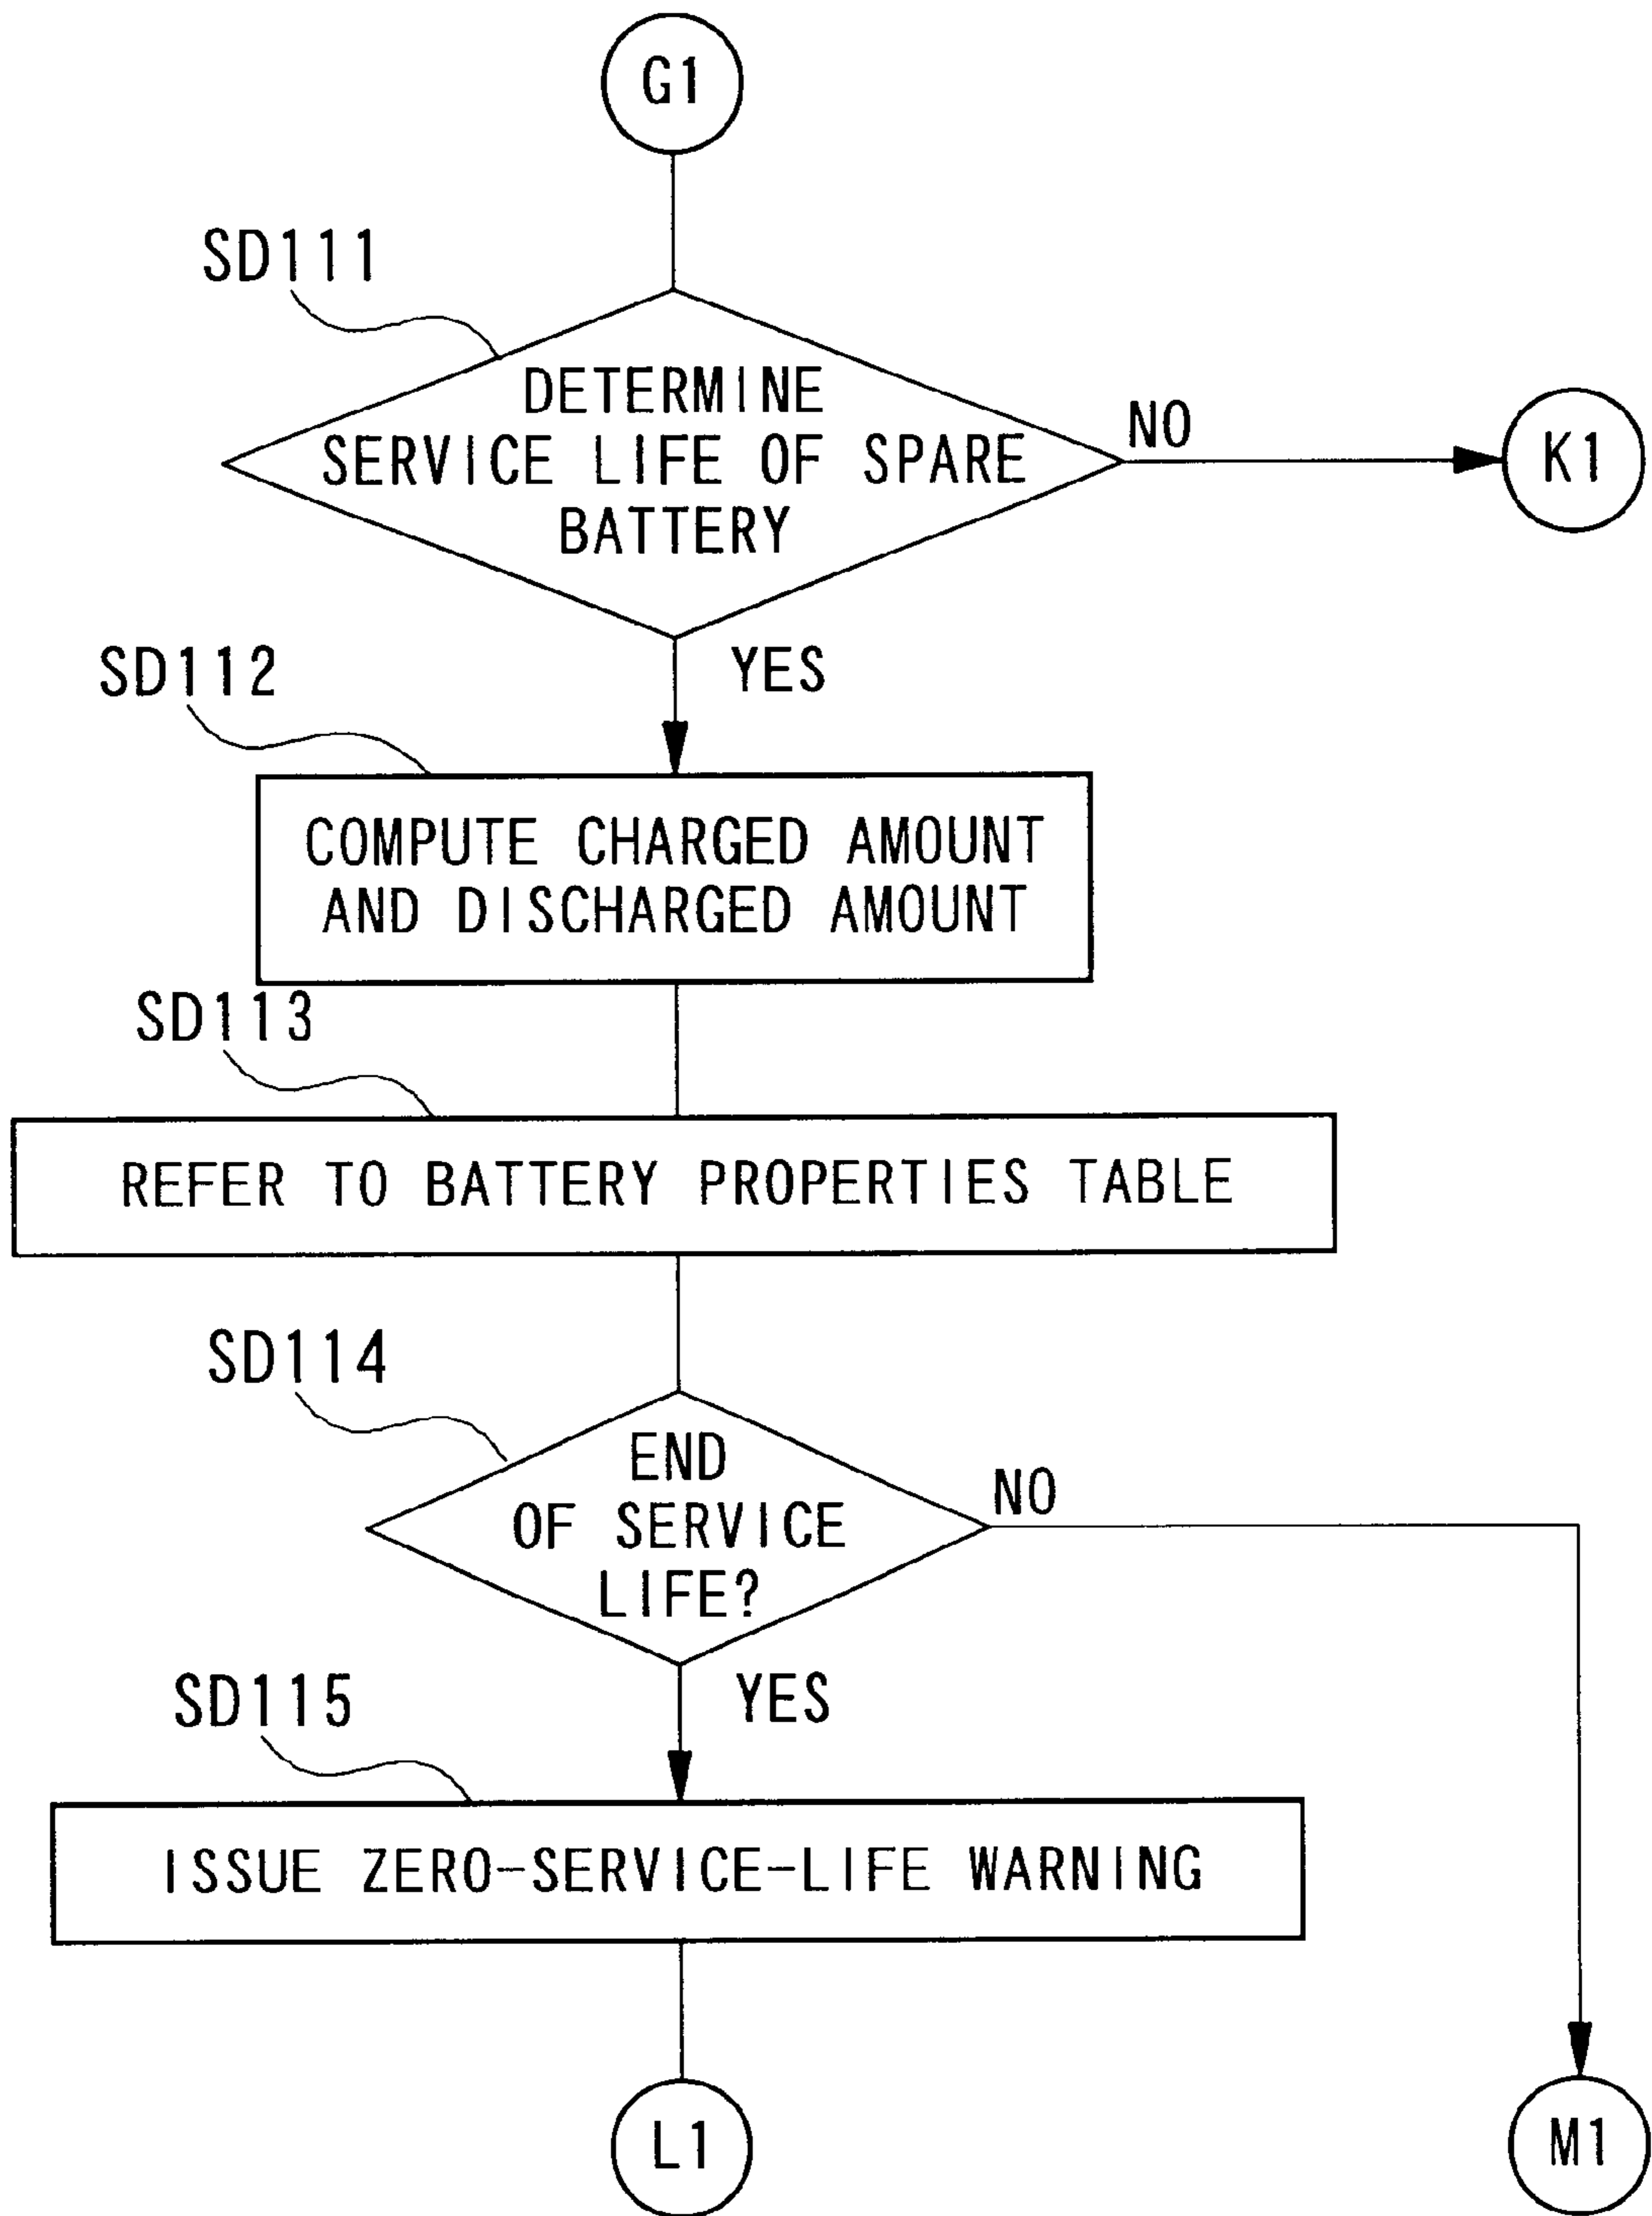 G1
SD111
DETERMINE
SERVICE LIFE OF SPARE
BATTERY
NO
K1
YES
SD112
COMPUTE CHARGED AMOUNT
AND DISCHARGED AMOUNT
SD113
REFER TO BATTERY PROPERTIES TABLE
SD114
END
OF SERVICE
LIFE?
NO
YES
SD115
ISSUE ZERO-SERVICE-LIFE WARNING
L1
M1